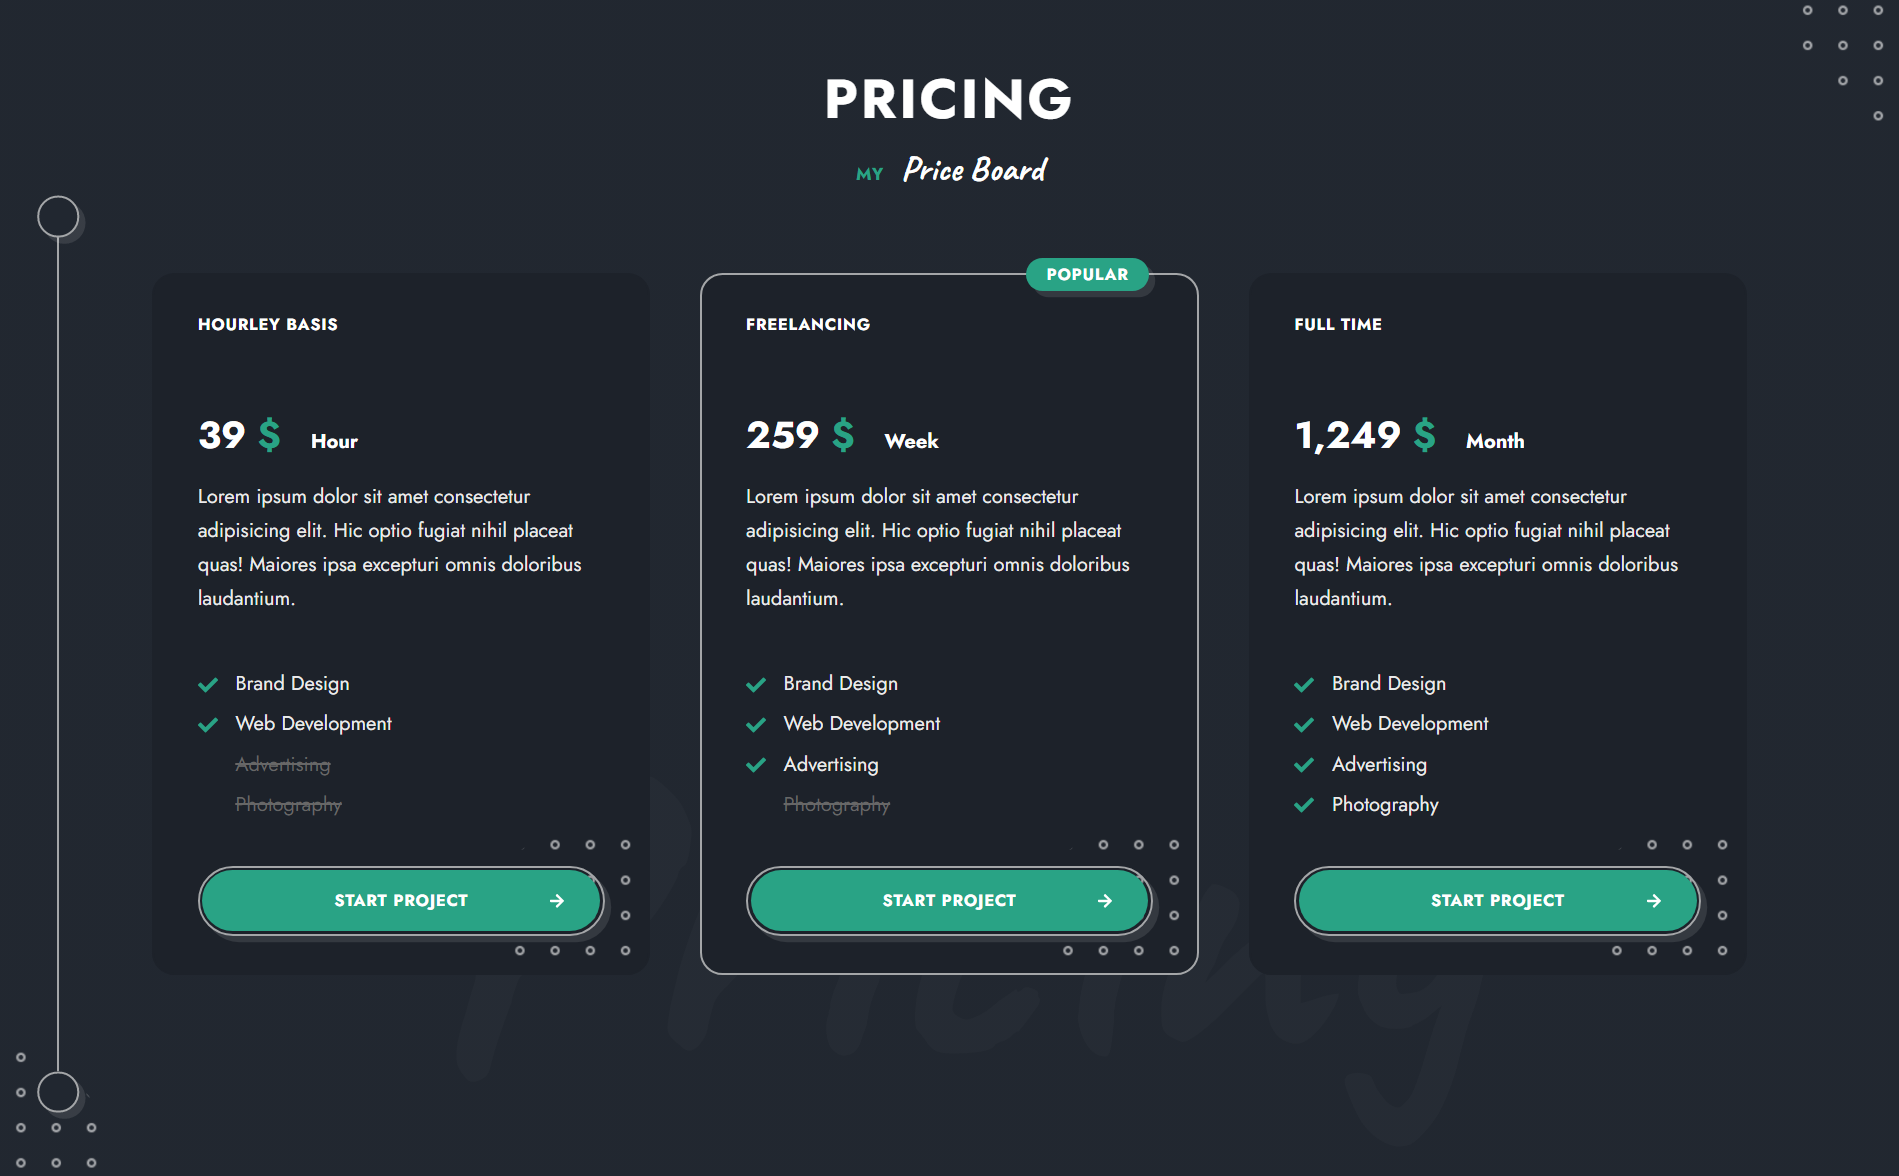 PRICING
MY Price Board
HOURLEY BASIS
39 $ Hour
Lorem ipsum dolor sit amet consectetur
adipisicing elit. Hic optio fugiat nihil placeat
quas! Maiores ipsa excepturi omnis doloribus
laudantium.
Brand Design
Web Development
Advertising
Photography
START PROJECT
POPULAR
FREELANCING
259 $ Week
Lorem ipsum dolor sit amet consectetur
adipisicing elit. Hic optio fugiat nihil placeat
quas! Maiores ipsa excepturi omnis doloribus
laudantium.
Brand Design
Web Development
Advertising
Photography
START PROJECT
FULL TIME
1,249 $ Month
Lorem ipsum dolor sit amet consectetur
adipisicing elit. Hic optio fugiat nihil placeat
quas! Maiores ipsa excepturi omnis doloribus
laudantium.
Brand Design
Web Development
Advertising
Photography
START PROJECT
Pricing